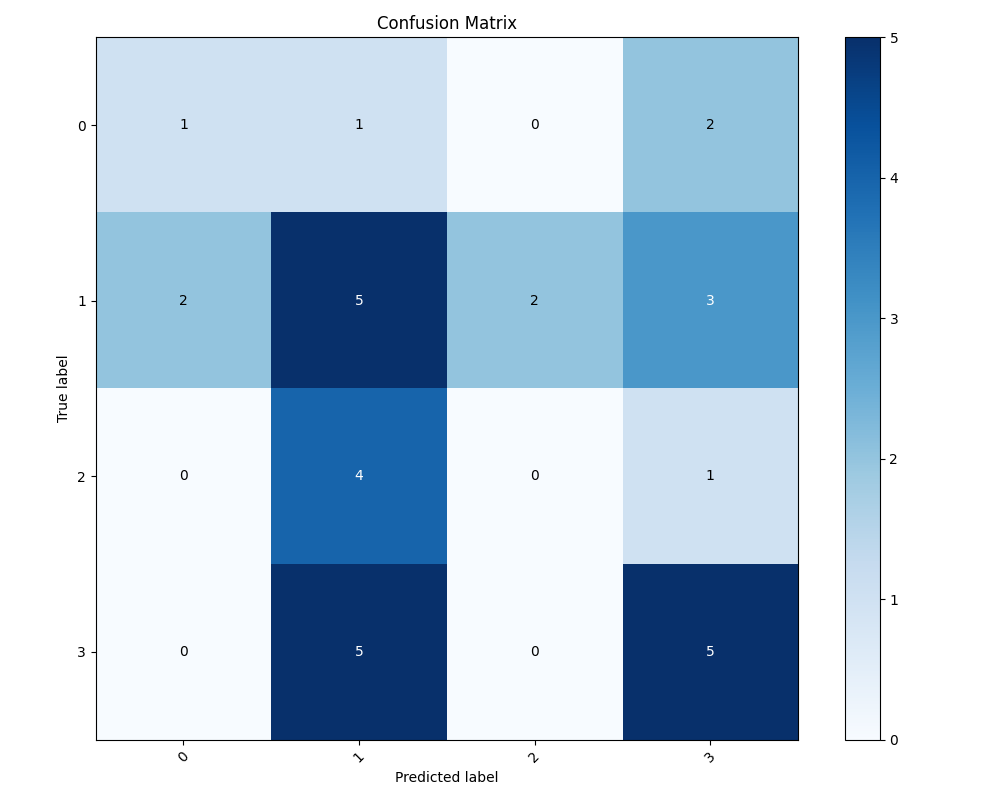 Confusion Matrix
0 1 1 0 2
1 2 5 2 3
2 0 4 0 1
3 0 5 0 5
0 1 2 3
Predicted label
True label
5
4
3
2
1
0